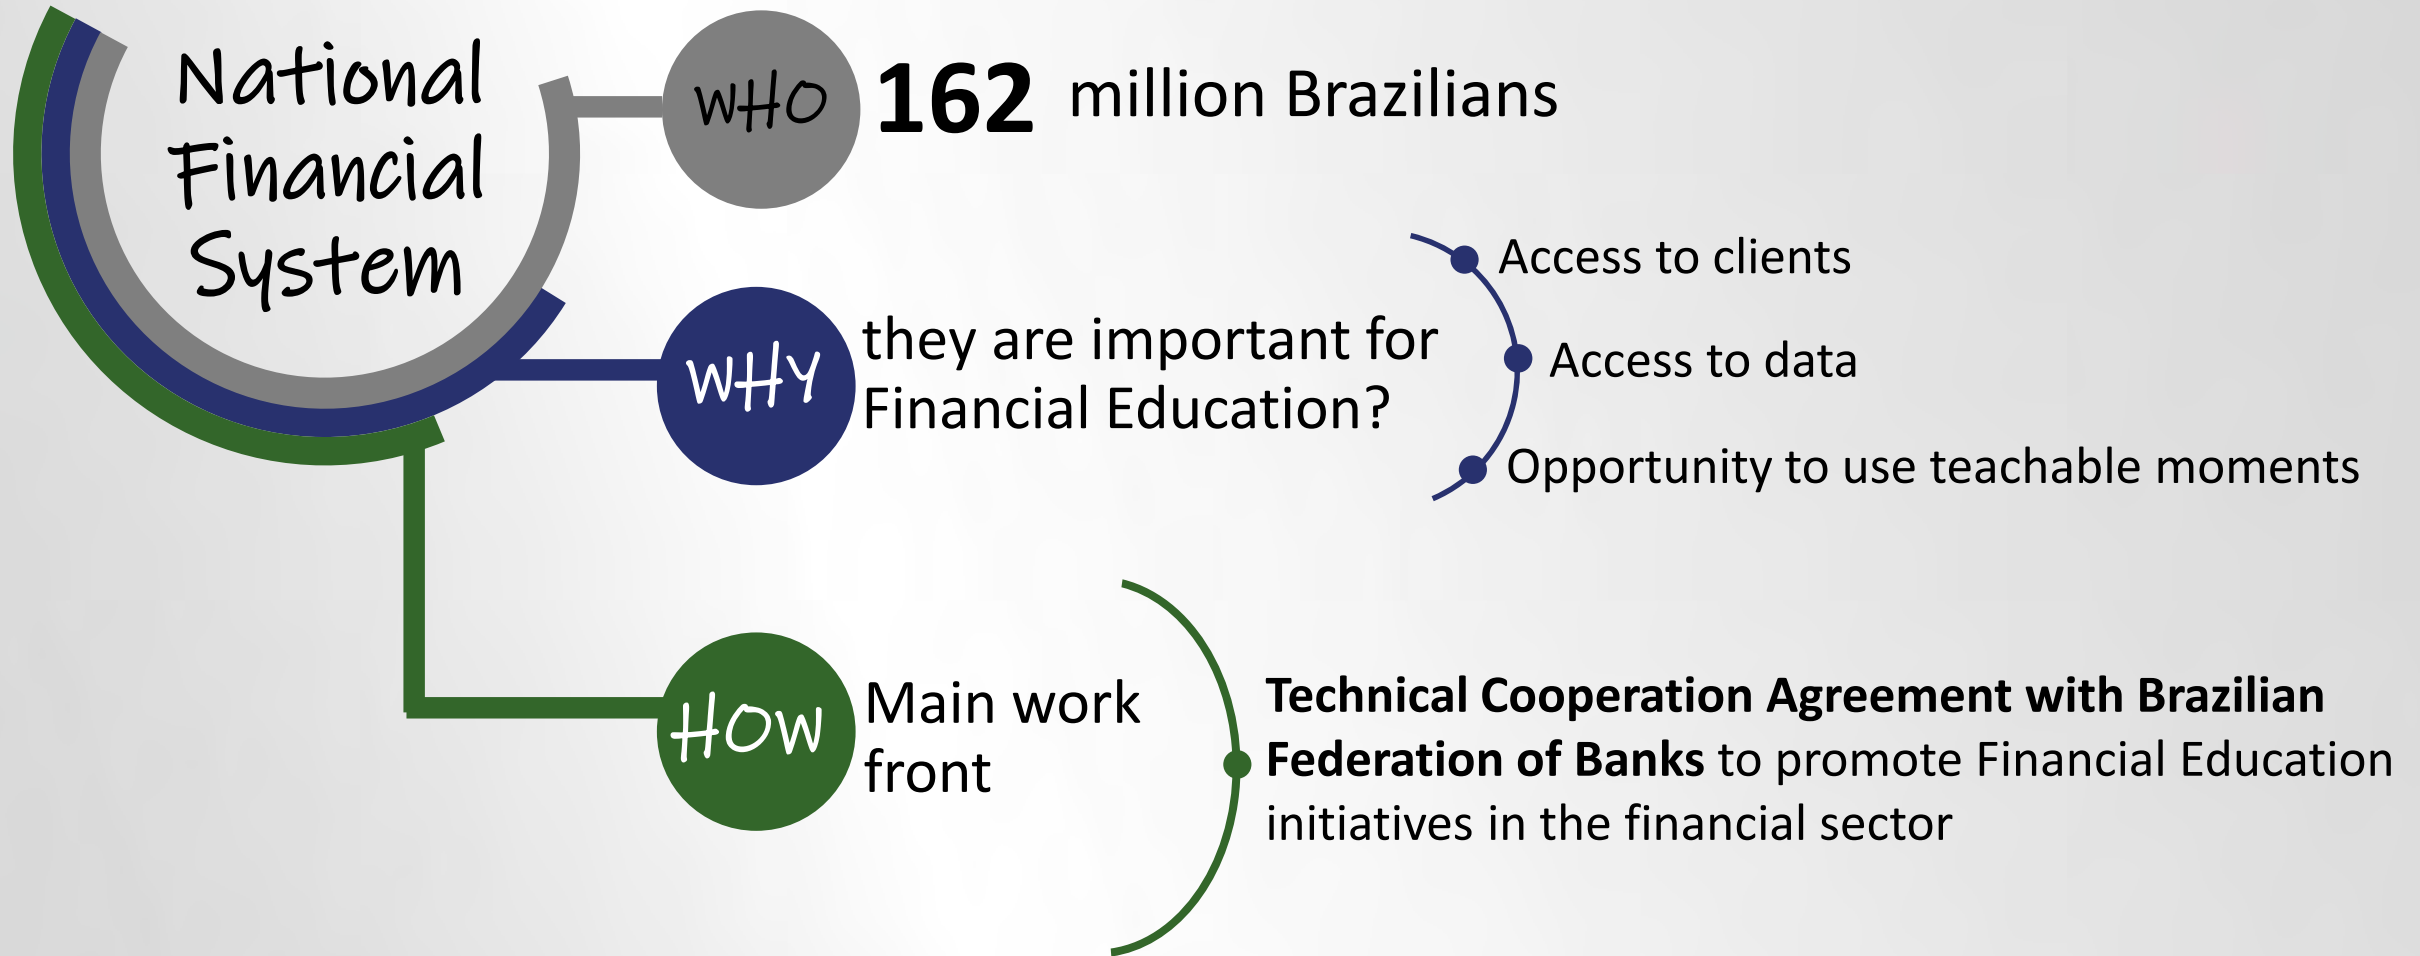 National
Financial
System
WHO
162 million Brazilians
WHY
they are important for
Financial Education?
Access to clients
Access to data
Opportunity to use teachable moments
HOW
Main work
front
Technical Cooperation Agreement with Brazilian
Federation of Banks to promote Financial Education
initiatives in the financial sector